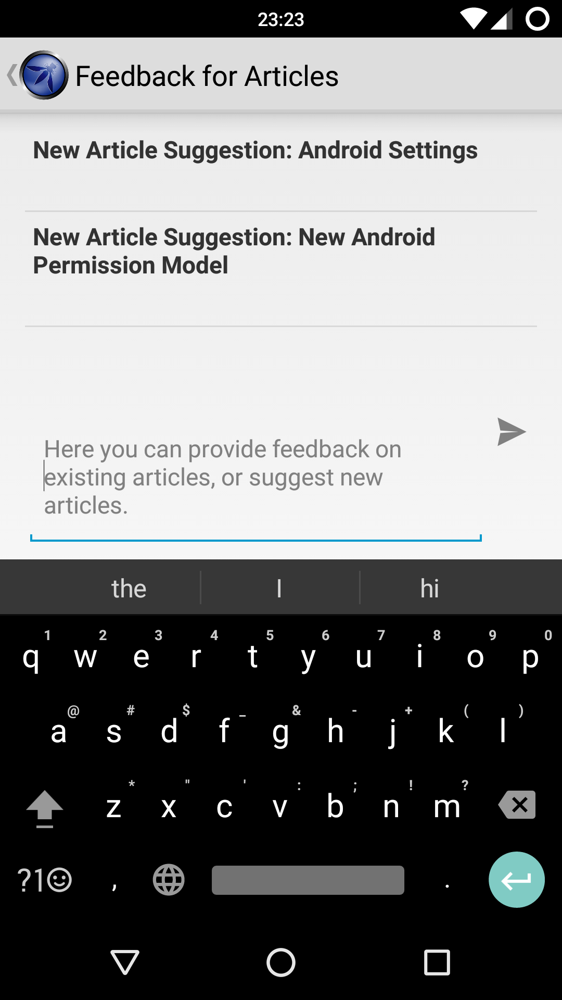 23:23
Feedback for Articles
New Article Suggestion: Android Settings
New Article Suggestion: New Android
Permission Model
Here you can provide feedback on
existing articles, or suggest new
articles.
the I hi
1 2 3 4 5 6 7 8 9 0
q w e r t y u i o p
@ # $ _ & - + ( )
a s d f g h j k l
* " ' : ; ! ?
z x c v b n m
?1☺ , .